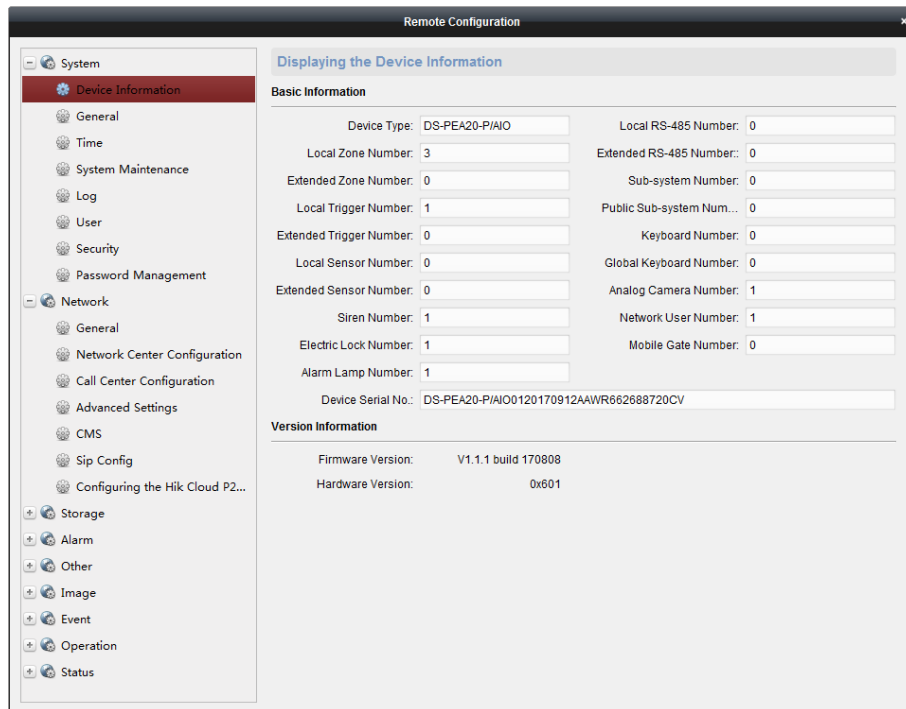 Remote Configuration
×
System
Device Information
General
Time
System Maintenance
Log
User
Security
Password Management
Network
General
Network Center Configuration
Call Center Configuration
Advanced Settings
CMS
Sip Config
Configuring the Hik Cloud P2...
Storage
Alarm
Other
Image
Event
Operation
Status
Displaying the Device Information
Basic Information
Device Type: DS-PEA20-P/AIO
Local RS-485 Number: 0
Local Zone Number: 3
Extended RS-485 Number:: 0
Extended Zone Number: 0
Sub-system Number: 0
Local Trigger Number: 1
Public Sub-system Num... 0
Extended Trigger Number: 0
Keyboard Number: 0
Local Sensor Number: 0
Global Keyboard Number: 0
Extended Sensor Number: 0
Analog Camera Number: 1
Siren Number: 1
Network User Number: 1
Electric Lock Number: 1
Mobile Gate Number: 0
Alarm Lamp Number: 1
Device Serial No.: DS-PEA20-P/AIO0120170912AAWR662688720CV
Version Information
Firmware Version: V1.1.1 build 170808
Hardware Version: 0x601